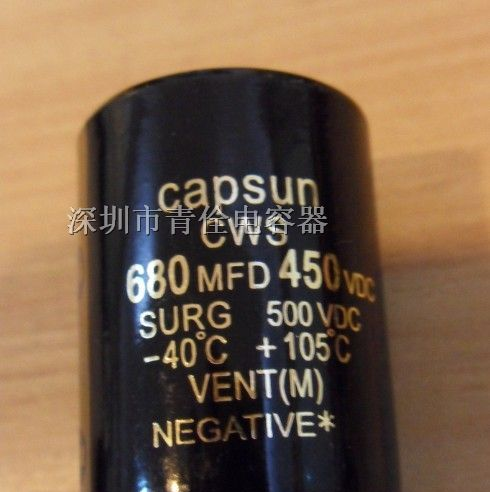 capsun
深圳市青佺电容器
CWS
680 MFD 450 VDC
SURG 500 VDC
-40°C +105°C
VENT(M)
NEGATIVE*